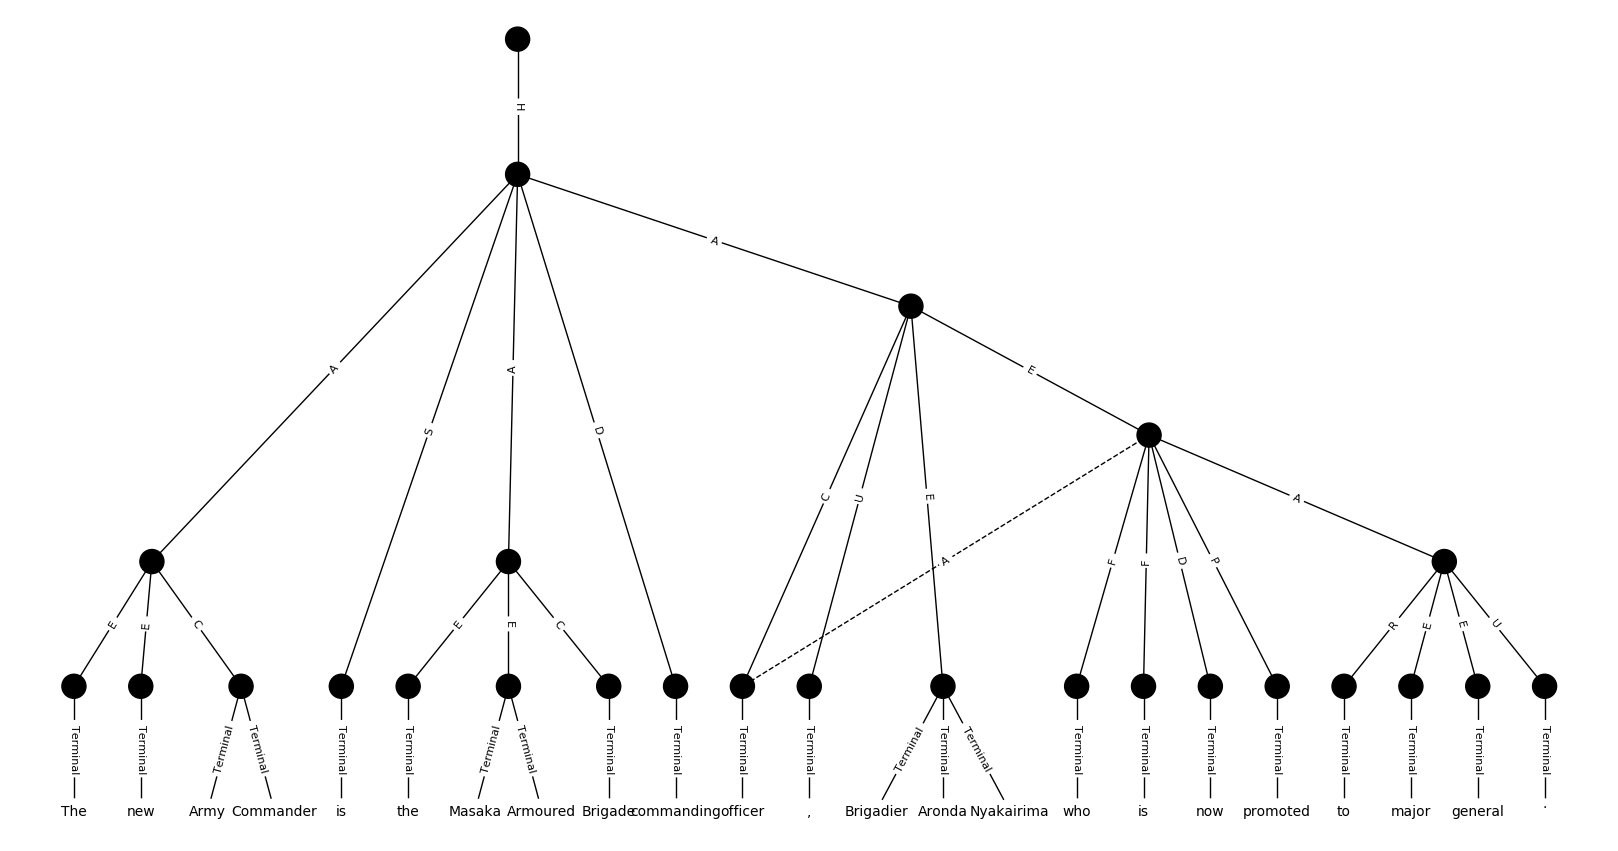 H
A
A
E
A
S
A
D
C
U
E
A
F
F
D
P
A
E
E
C
E
E
C
R
E
E
U
Terminal Terminal Terminal Terminal Terminal Terminal Terminal Terminal Terminal Terminal Terminal Terminal Terminal Terminal Terminal Terminal Terminal Terminal Terminal Terminal Terminal Terminal Terminal
The new Army Commander is the Masaka Armoured Brigade commanding officer , Brigadier Aronda Nyakairima who is now promoted to major general .